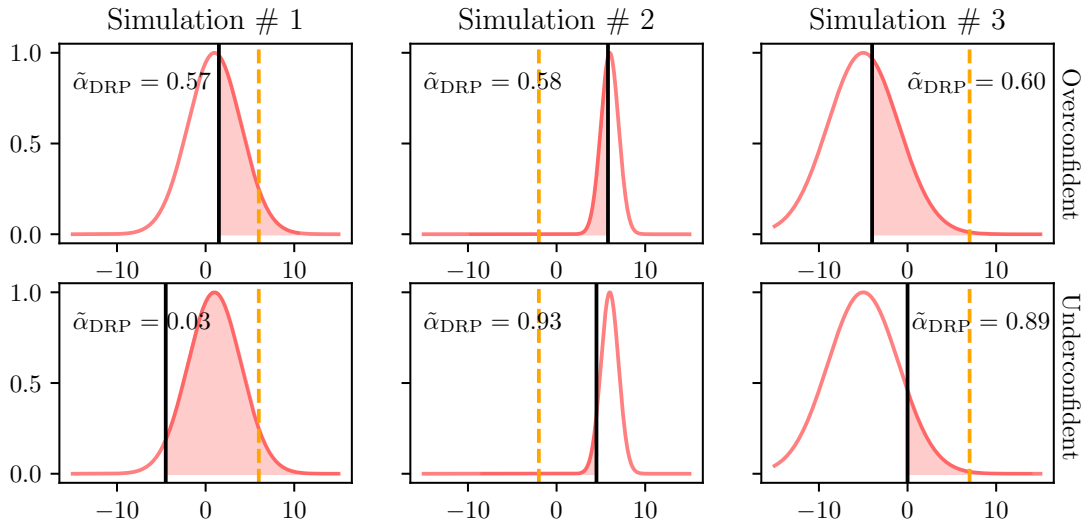 Simulation # 1
Simulation # 2
Simulation # 3
1.0
0.5
0.0
α̃DRP = 0.57
α̃DRP = 0.58
α̃DRP = 0.60
Overconfident
−10 0 10
−10 0 10
−10 0 10
1.0
0.5
0.0
α̃DRP = 0.03
α̃DRP = 0.93
α̃DRP = 0.89
Underconfident
−10 0 10
−10 0 10
−10 0 10